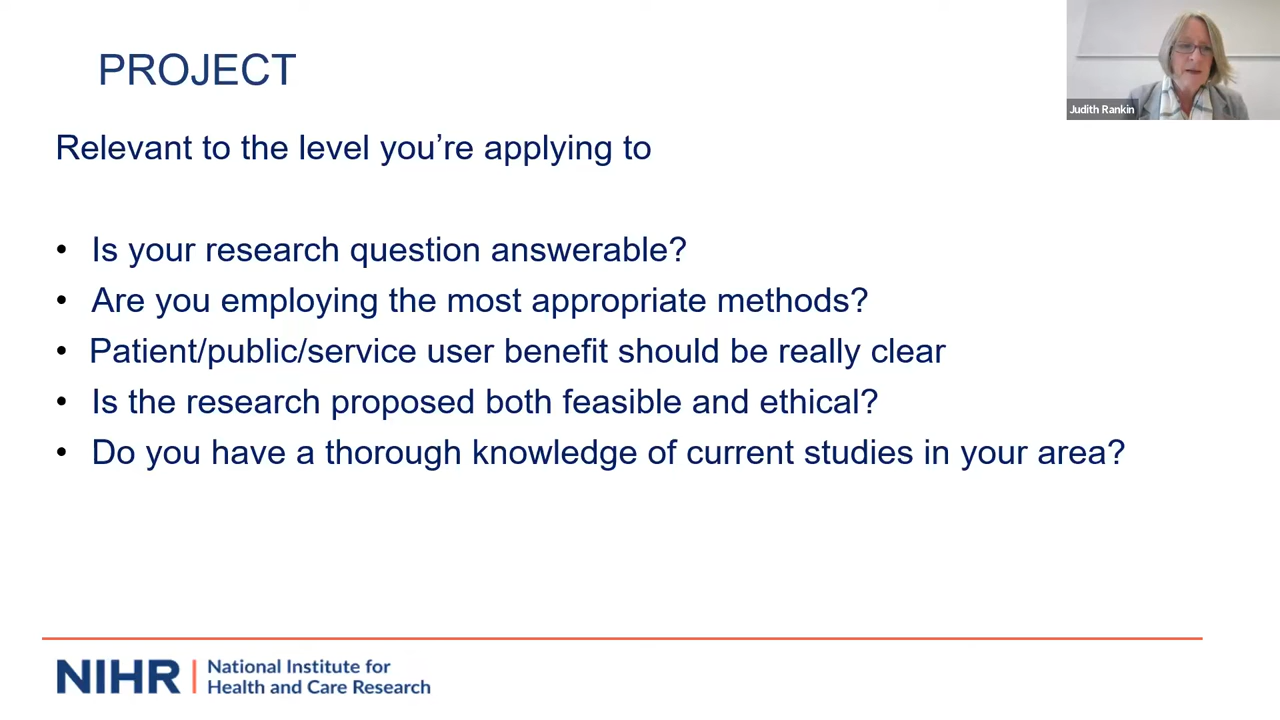 PROJECT
Judith Rankin
Relevant to the level you’re applying to
• Is your research question answerable?
• Are you employing the most appropriate methods?
• Patient/public/service user benefit should be really clear
• Is the research proposed both feasible and ethical?
• Do you have a thorough knowledge of current studies in your area?
NIHR | National Institute for
Health and Care Research